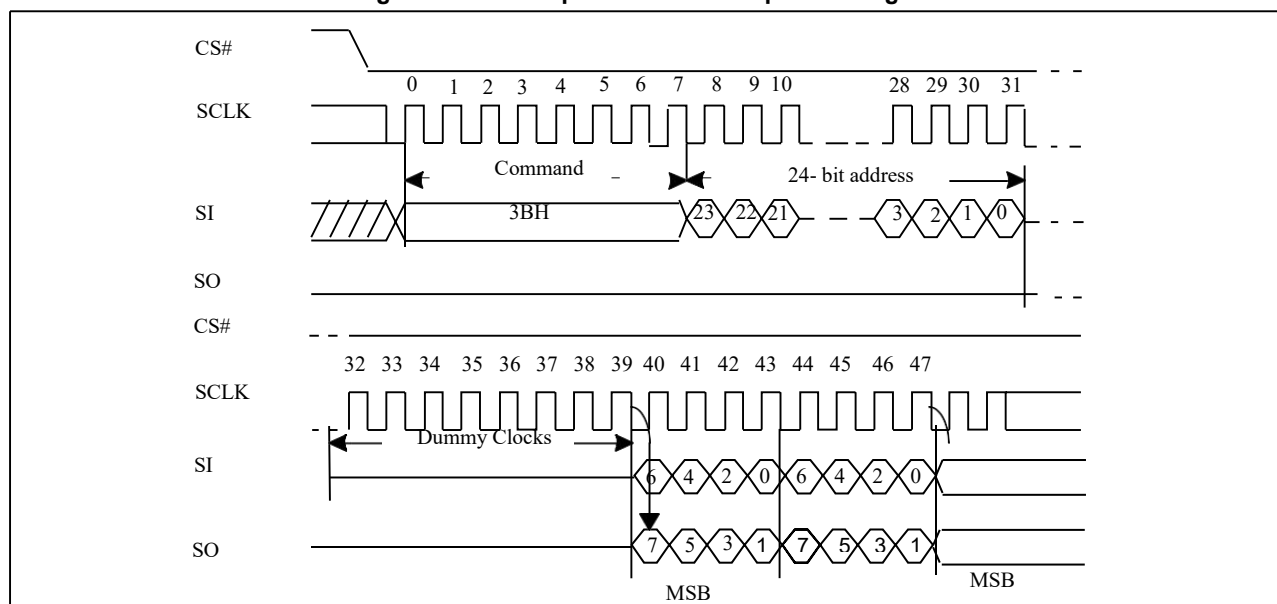 CS#
0 1 2 3 4 5 6 7 8 9 10 28 29 30 31
SCLK
Command
24- bit address
SI
3BH
23 22 21 3 2 1 0
SO
CS#
32 33 34 35 36 37 38 39 40 41 42 43 44 45 46 47
SCLK
Dummy Clocks
SI
6 4 2 0 6 4 2 0
SO
7 5 3 1 7 5 3 1
MSB
MSB